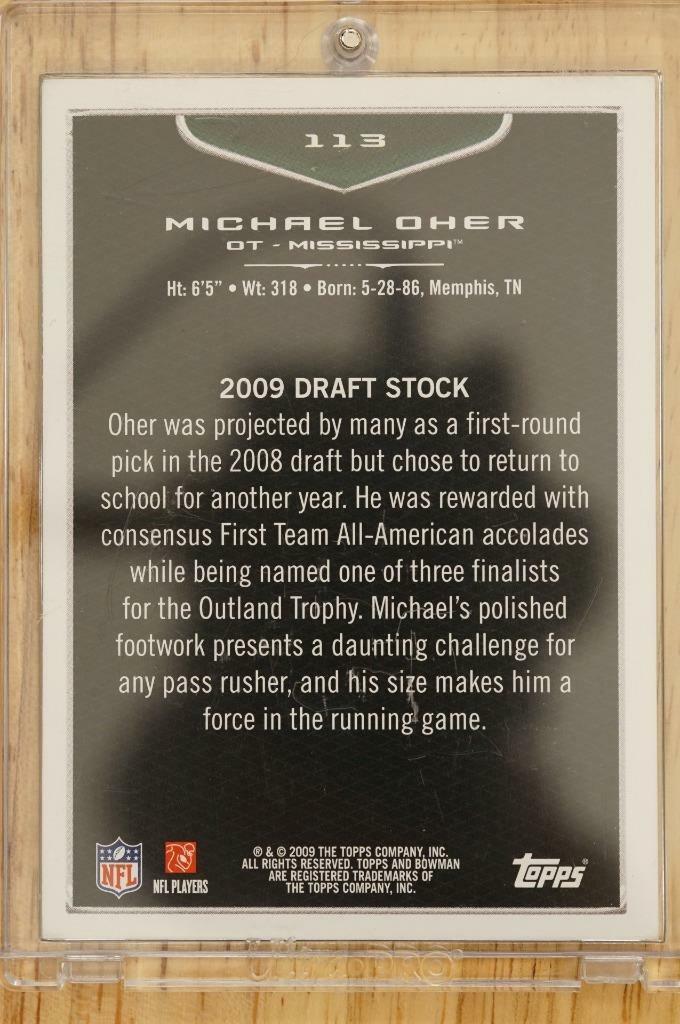 113
MICHAEL OHER
OT - MISSISSIPPI™
Ht: 6'5” • Wt: 318 • Born: 5-28-86, Memphis, TN
2009 DRAFT STOCK
Oher was projected by many as a first-round
pick in the 2008 draft but chose to return to
school for another year. He was rewarded with
consensus First Team All-American accolades
while being named one of three finalists
for the Outland Trophy. Michael's polished
footwork presents a daunting challenge for
any pass rusher, and his size makes him a
force in the running game.
NFL
NFL PLAYERS
® & © 2009 THE TOPPS COMPANY, INC.
ALL RIGHTS RESERVED. TOPPS AND BOWMAN
ARE REGISTERED TRADEMARKS OF
THE TOPPS COMPANY, INC.
Topps®
Ultra·PRO®